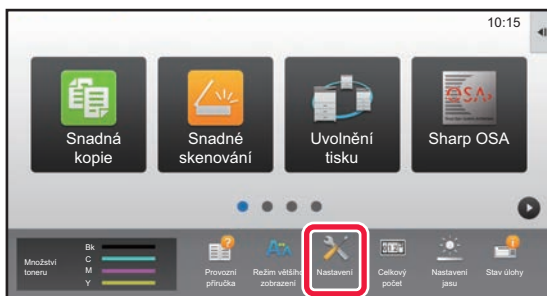 10:15
Snadná
kopie
Snadné
skenování
Uvolnění
tisku
OSA
Sharp OSA
Množství
toneru
Bk
C
M
Y
Provozní
příručka
Režim většího
zobrazení
Nastavení
Celkový
počet
Nastavení
jasu
Stav úlohy